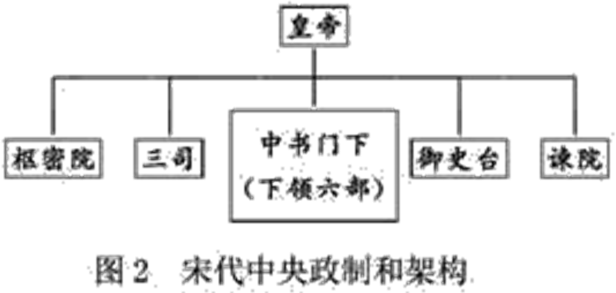 皇帝
枢密院
三司
中书门下
（下领六部）
御史台
谏院
图2 宋代中央政制和架构